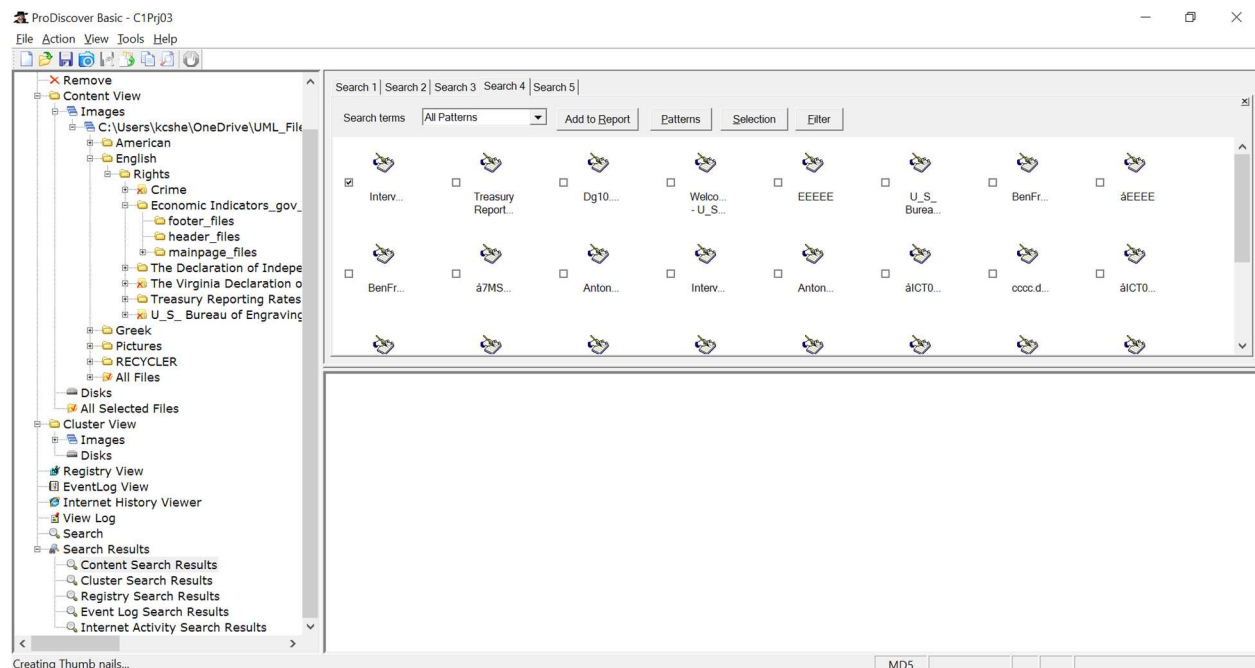 ProDiscover Basic - C1Prj03
File Action View Tools Help
Remove
Content View
Images
C:\Users\kcshe\OneDrive\UML_File
American
English
Rights
Crime
Economic Indicators_gov_
footer_files
header_files
mainpage_files
The Declaration of Indepe
The Virginia Declaration o
Treasury Reporting Rates
U_S_ Bureau of Engraving
Greek
Pictures
RECYCLER
All Files
Disks
All Selected Files
Cluster View
Images
Disks
Registry View
EventLog View
Internet History Viewer
View Log
Search
Search Results
Content Search Results
Cluster Search Results
Registry Search Results
Event Log Search Results
Internet Activity Search Results
Search 1 Search 2 Search 3 Search 4 Search 5
Search terms All Patterns Add to Report Patterns Selection Filter
Interv... Treasury Report... Dg10.... Welco... - U_S... EEEEE U_S_ Burea... BenFr... áEEEE
BenFr... á7MS... Anton... Interv... Anton... áICT0... cccc.d... áICT0...
Creating Thumb nails...
MD5